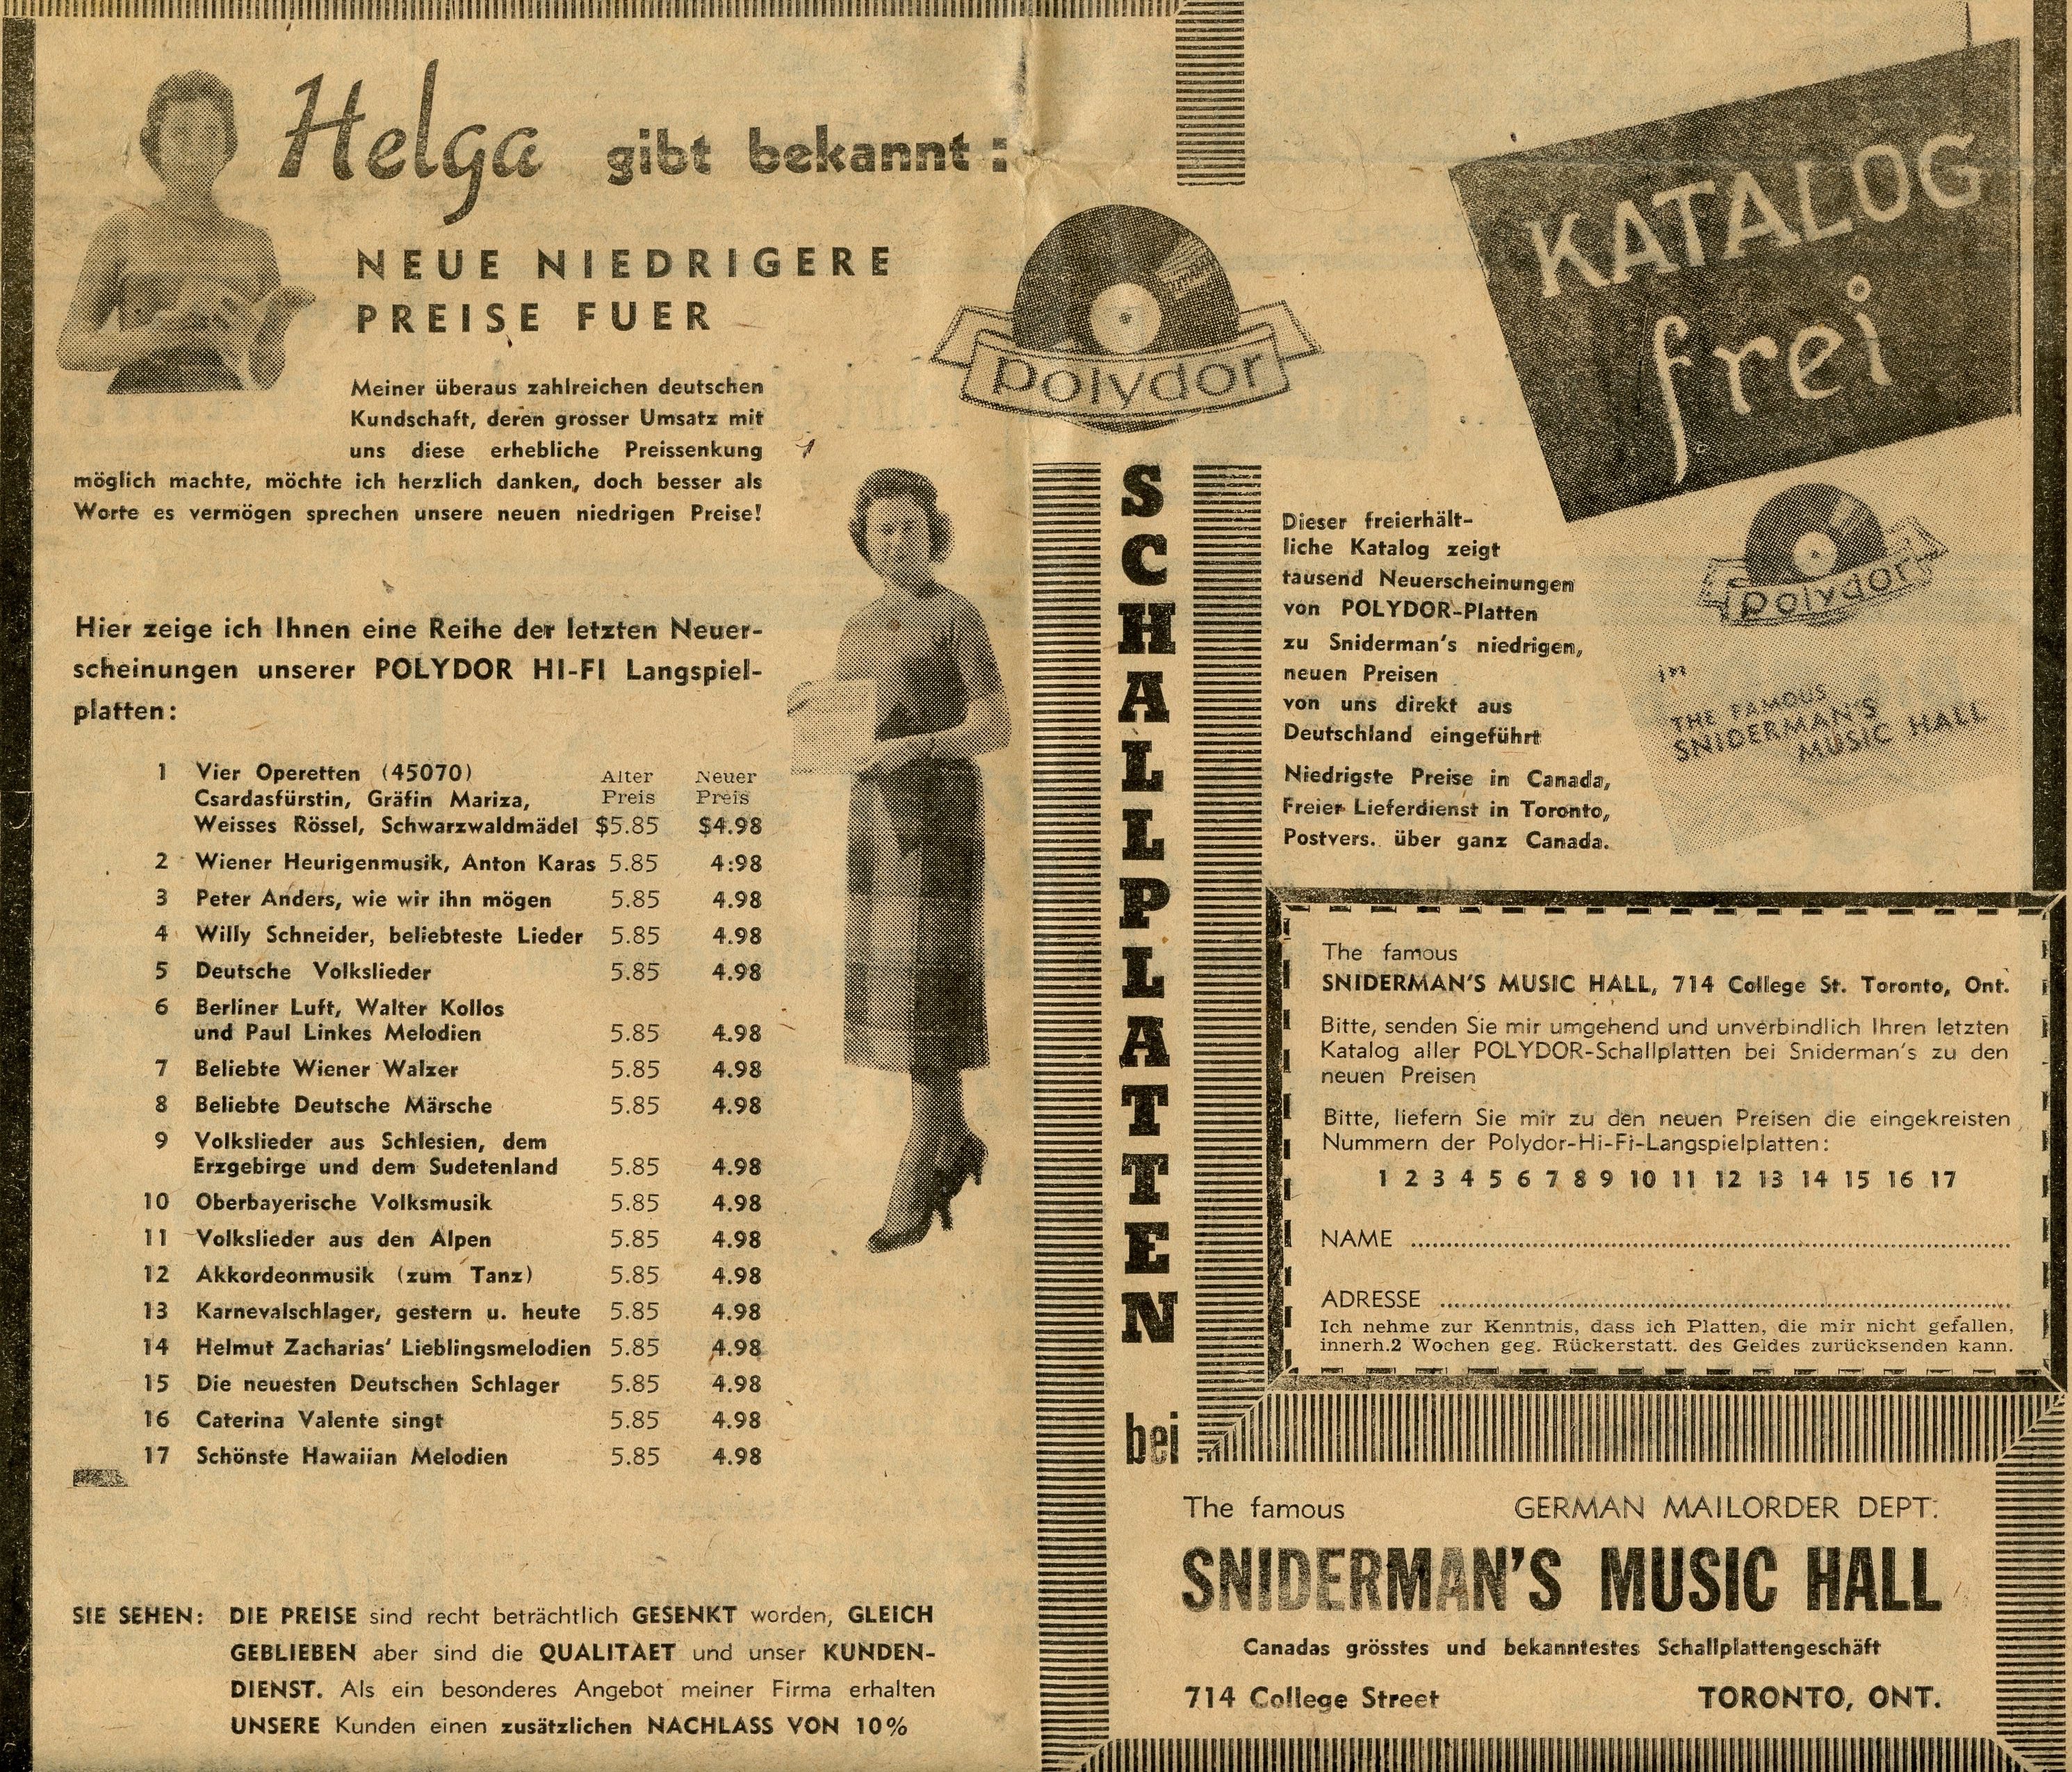 Helga gibt bekannt:
NEUE NIEDRIGERE
PREISE FUER
polydor
Meiner überaus zahlreichen deutschen
Kundschaft, deren grosser Umsatz mit
uns diese erhebliche Preissenkung
möglich machte, möchte ich herzlich danken, doch besser als
Worte es vermögen sprechen unsere neuen niedrigen Preise!
Hier zeige ich Ihnen eine Reihe der letzten Neuer-
scheinungen unserer POLYDOR HI-FI Langspiel-
platten:
1 Vier Operetten (45070) Alter Neuer
Csardasfürstin, Gräfin Mariza, Preis Preis
Weisses Rössel, Schwarzwaldmädel $5.85 $4.98
2 Wiener Heurigenmusik, Anton Karas 5.85 4:98
3 Peter Anders, wie wir ihn mögen 5.85 4.98
4 Willy Schneider, beliebteste Lieder 5.85 4.98
5 Deutsche Volkslieder 5.85 4.98
6 Berliner Luft, Walter Kollos
und Paul Linkes Melodien 5.85 4.98
7 Beliebte Wiener Walzer 5.85 4.98
8 Beliebte Deutsche Märsche 5.85 4.98
9 Volkslieder aus Schlesien, dem
Erzgebirge und dem Sudetenland 5.85 4.98
10 Oberbayerische Volksmusik 5.85 4.98
11 Volkslieder aus den Alpen 5.85 4.98
12 Akkordeonmusik (zum Tanz) 5.85 4.98
13 Karnevalschlager, gestern u. heute 5.85 4.98
14 Helmut Zacharias' Lieblingsmelodien 5.85 4.98
15 Die neuesten Deutschen Schlager 5.85 4.98
16 Caterina Valente singt 5.85 4.98
17 Schönste Hawaiian Melodien 5.85 4.98
SIE SEHEN: DIE PREISE sind recht beträchtlich GESENKT worden, GLEICH
GEBLIEBEN aber sind die QUALITAET und unser KUNDEN-
DIENST. Als ein besonderes Angebot meiner Firma erhalten
UNSERE Kunden einen zusätzlichen NACHLASS VON 10%
SCHALLPLATTEN
bei
KATALOG
frei
polydor
in
THE FAMOUS
SNIDERMAN'S
MUSIC HALL
Dieser freierhält-
liche Katalog zeigt
tausend Neuerscheinungen
von POLYDOR-Platten
zu Sniderman's niedrigen,
neuen Preisen
von uns direkt aus
Deutschland eingeführt
Niedrigste Preise in Canada,
Freier Lieferdienst in Toronto,
Postvers. über ganz Canada.
The famous
SNIDERMAN'S MUSIC HALL, 714 College St. Toronto, Ont.
Bitte, senden Sie mir umgehend und unverbindlich Ihren letzten
Katalog aller POLYDOR-Schallplatten bei Sniderman's zu den
neuen Preisen
Bitte, liefern Sie mir zu den neuen Preisen die eingekreisten
Nummern der Polydor-Hi-Fi-Langspielplatten:
1 2 3 4 5 6 7 8 9 10 11 12 13 14 15 16 17
NAME
ADRESSE
Ich nehme zur Kenntnis, dass ich Platten, die mir nicht gefallen,
innerh.2 Wochen geg. Rückerstatt. des Geldes zurücksenden kann.
The famous GERMAN MAILORDER DEPT.
SNIDERMAN'S MUSIC HALL
Canadas grösstes und bekanntestes Schallplattengeschäft
714 College Street TORONTO, ONT.